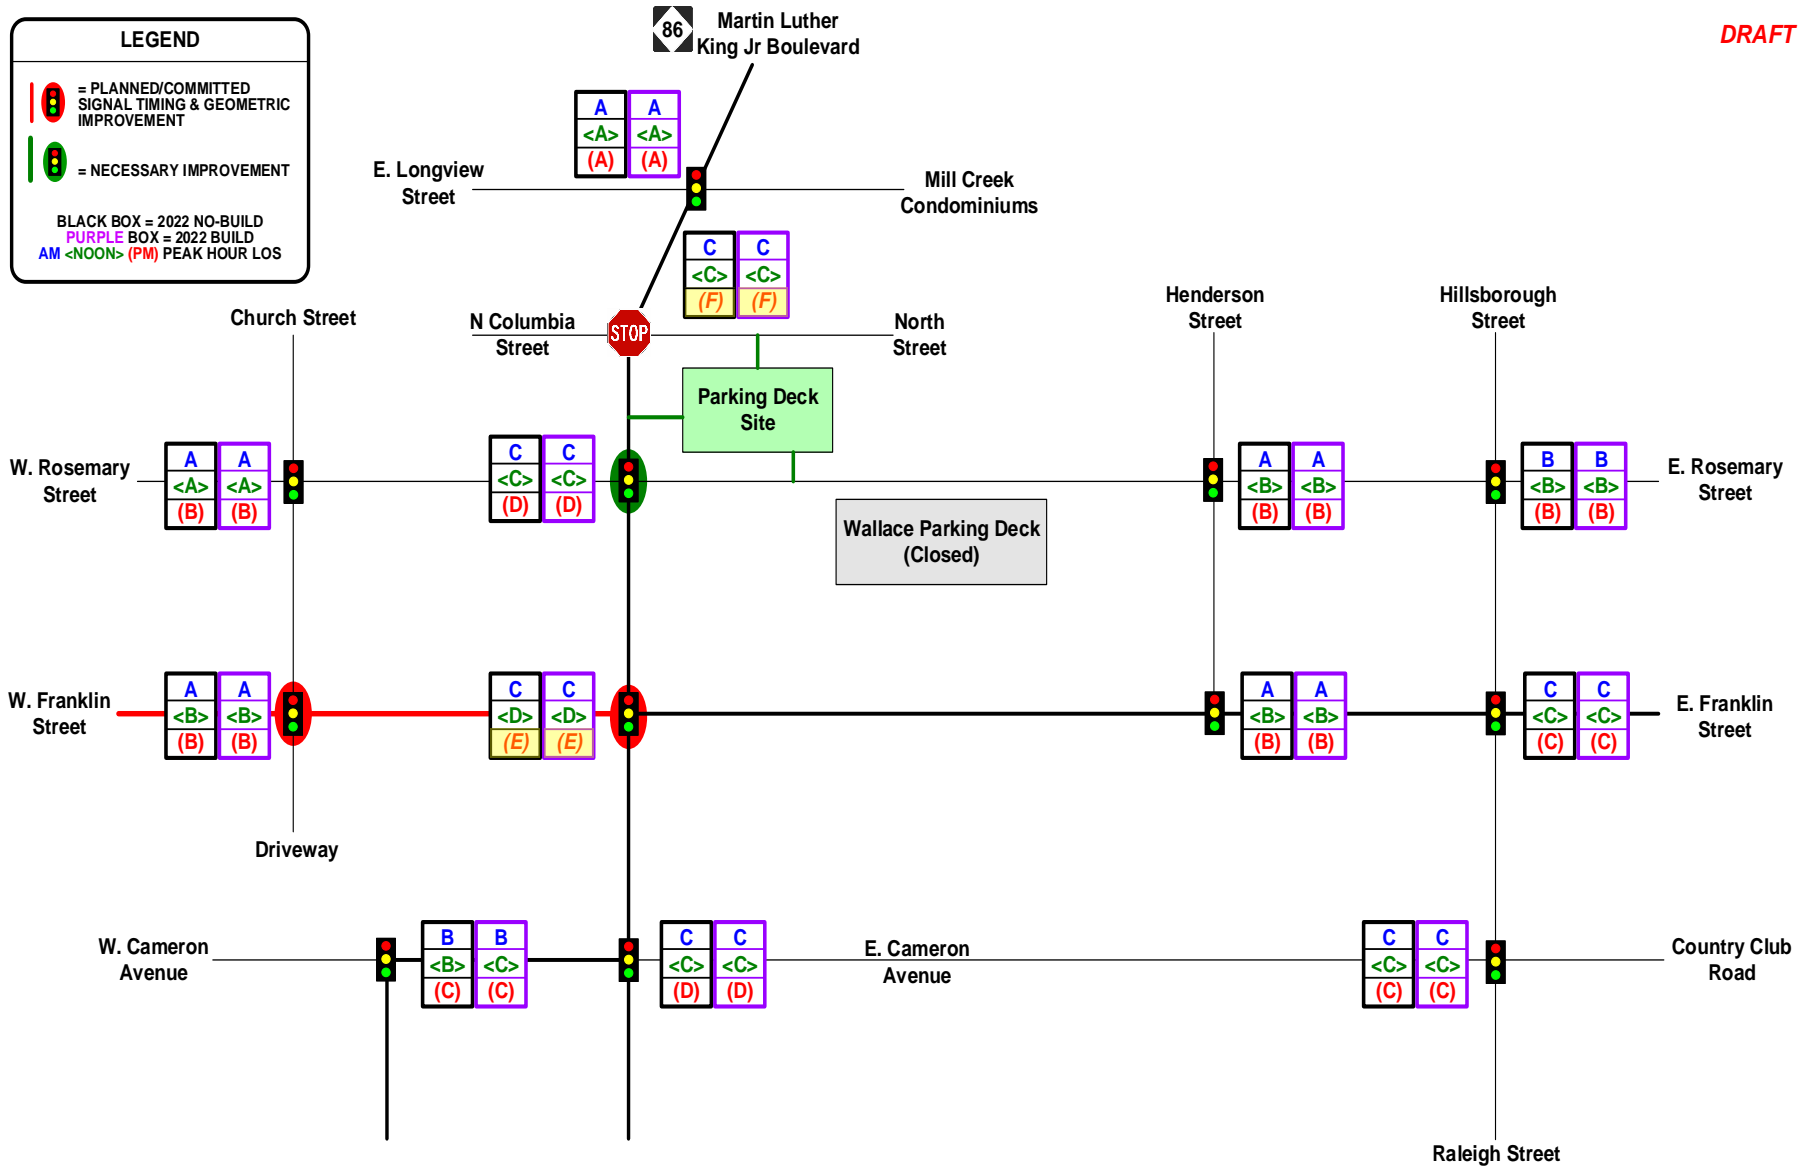 LEGEND
= PLANNED/COMMITTED
SIGNAL TIMING & GEOMETRIC
IMPROVEMENT
= NECESSARY IMPROVEMENT
BLACK BOX = 2022 NO-BUILD
PURPLE BOX = 2022 BUILD
AM <NOON> (PM) PEAK HOUR LOS
86
Martin Luther
King Jr Boulevard
DRAFT
A A
<A> <A>
(A) (A)
E. Longview
Street
Mill Creek
Condominiums
C C
<C> <C>
(F) (F)
Church Street
N Columbia
Street
STOP
North
Street
Henderson
Street
Hillsborough
Street
Parking Deck
Site
W. Rosemary
Street
A A
<A> <A>
(B) (B)
C C
<C> <C>
(D) (D)
A A
<B> <B>
(B) (B)
B B
<B> <B>
(B) (B)
E. Rosemary
Street
Wallace Parking Deck
(Closed)
W. Franklin
Street
A A
<B> <B>
(B) (B)
C C
<D> <D>
(E) (E)
A A
<B> <B>
(B) (B)
C C
<C> <C>
(C) (C)
E. Franklin
Street
Driveway
W. Cameron
Avenue
B B
<B> <C>
(C) (C)
C C
<C> <C>
(D) (D)
E. Cameron
Avenue
C C
<C> <C>
(C) (C)
Country Club
Road
Raleigh Street